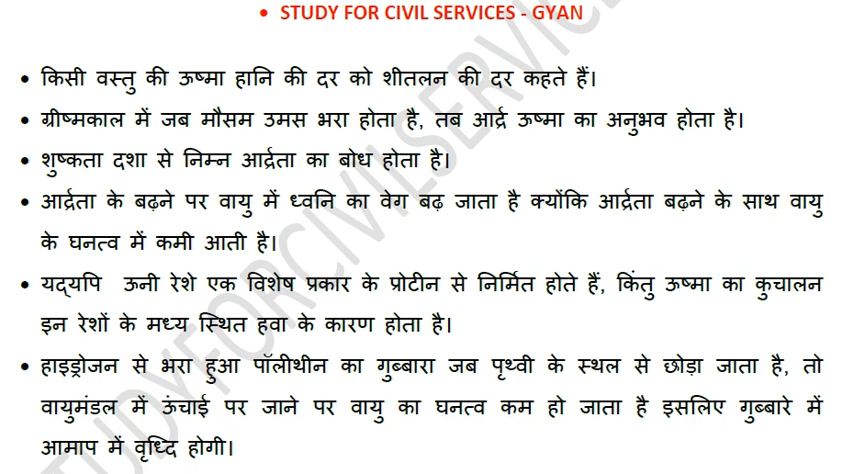 • STUDY FOR CIVIL SERVICES - GYAN
• किसी वस्तु की ऊष्मा हानि की दर को शीतलन की दर कहते हैं।
• ग्रीष्मकाल में जब मौसम उमस भरा होता है, तब आर्द्र ऊष्मा का अनुभव होता है।
• शुष्कता दशा से निम्न आर्द्रता का बोध होता है।
• आर्द्रता के बढ़ने पर वायु में ध्वनि का वेग बढ़ जाता है क्योंकि आर्द्रता बढ़ने के साथ वायु
के घनत्व में कमी आती है।
• यद्यपि ऊनी रेशे एक विशेष प्रकार के प्रोटीन से निर्मित होते हैं, किंतु ऊष्मा का कुचालन
इन रेशों के मध्य स्थित हवा के कारण होता है।
• हाइड्रोजन से भरा हुआ पॉलीथीन का गुब्बारा जब पृथ्वी के स्थल से छोड़ा जाता है, तो
वायुमंडल में ऊंचाई पर जाने पर वायु का घनत्व कम हो जाता है इसलिए गुब्बारे में
आमाप में वृध्दि होगी।
STUDYFORCIVILSERVICES